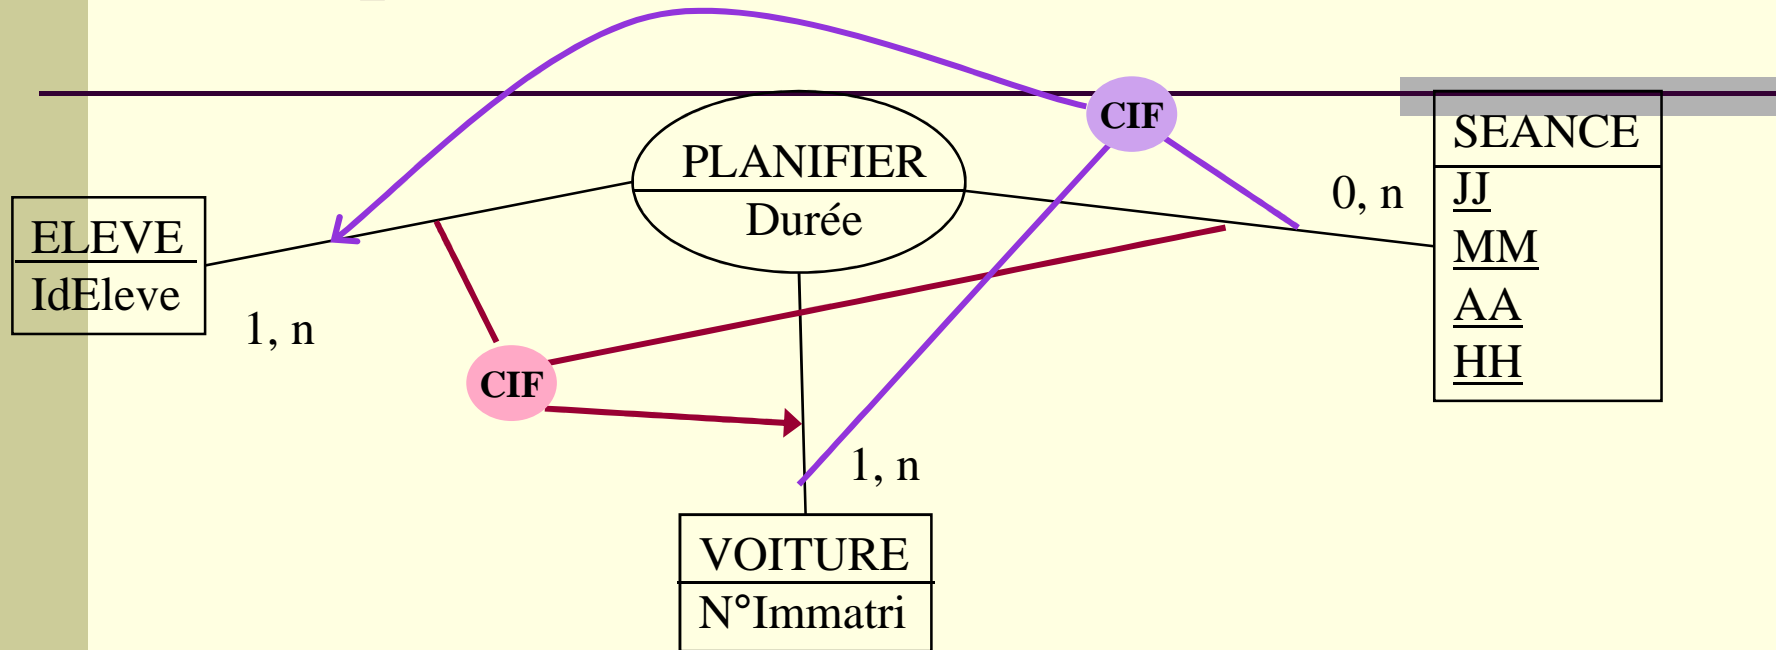 CIF
PLANIFIER
Durée
SEANCE
JJ
MM
AA
HH
0, n
ELEVE
IdEleve
1, n
CIF
1, n
VOITURE
N°Immatri